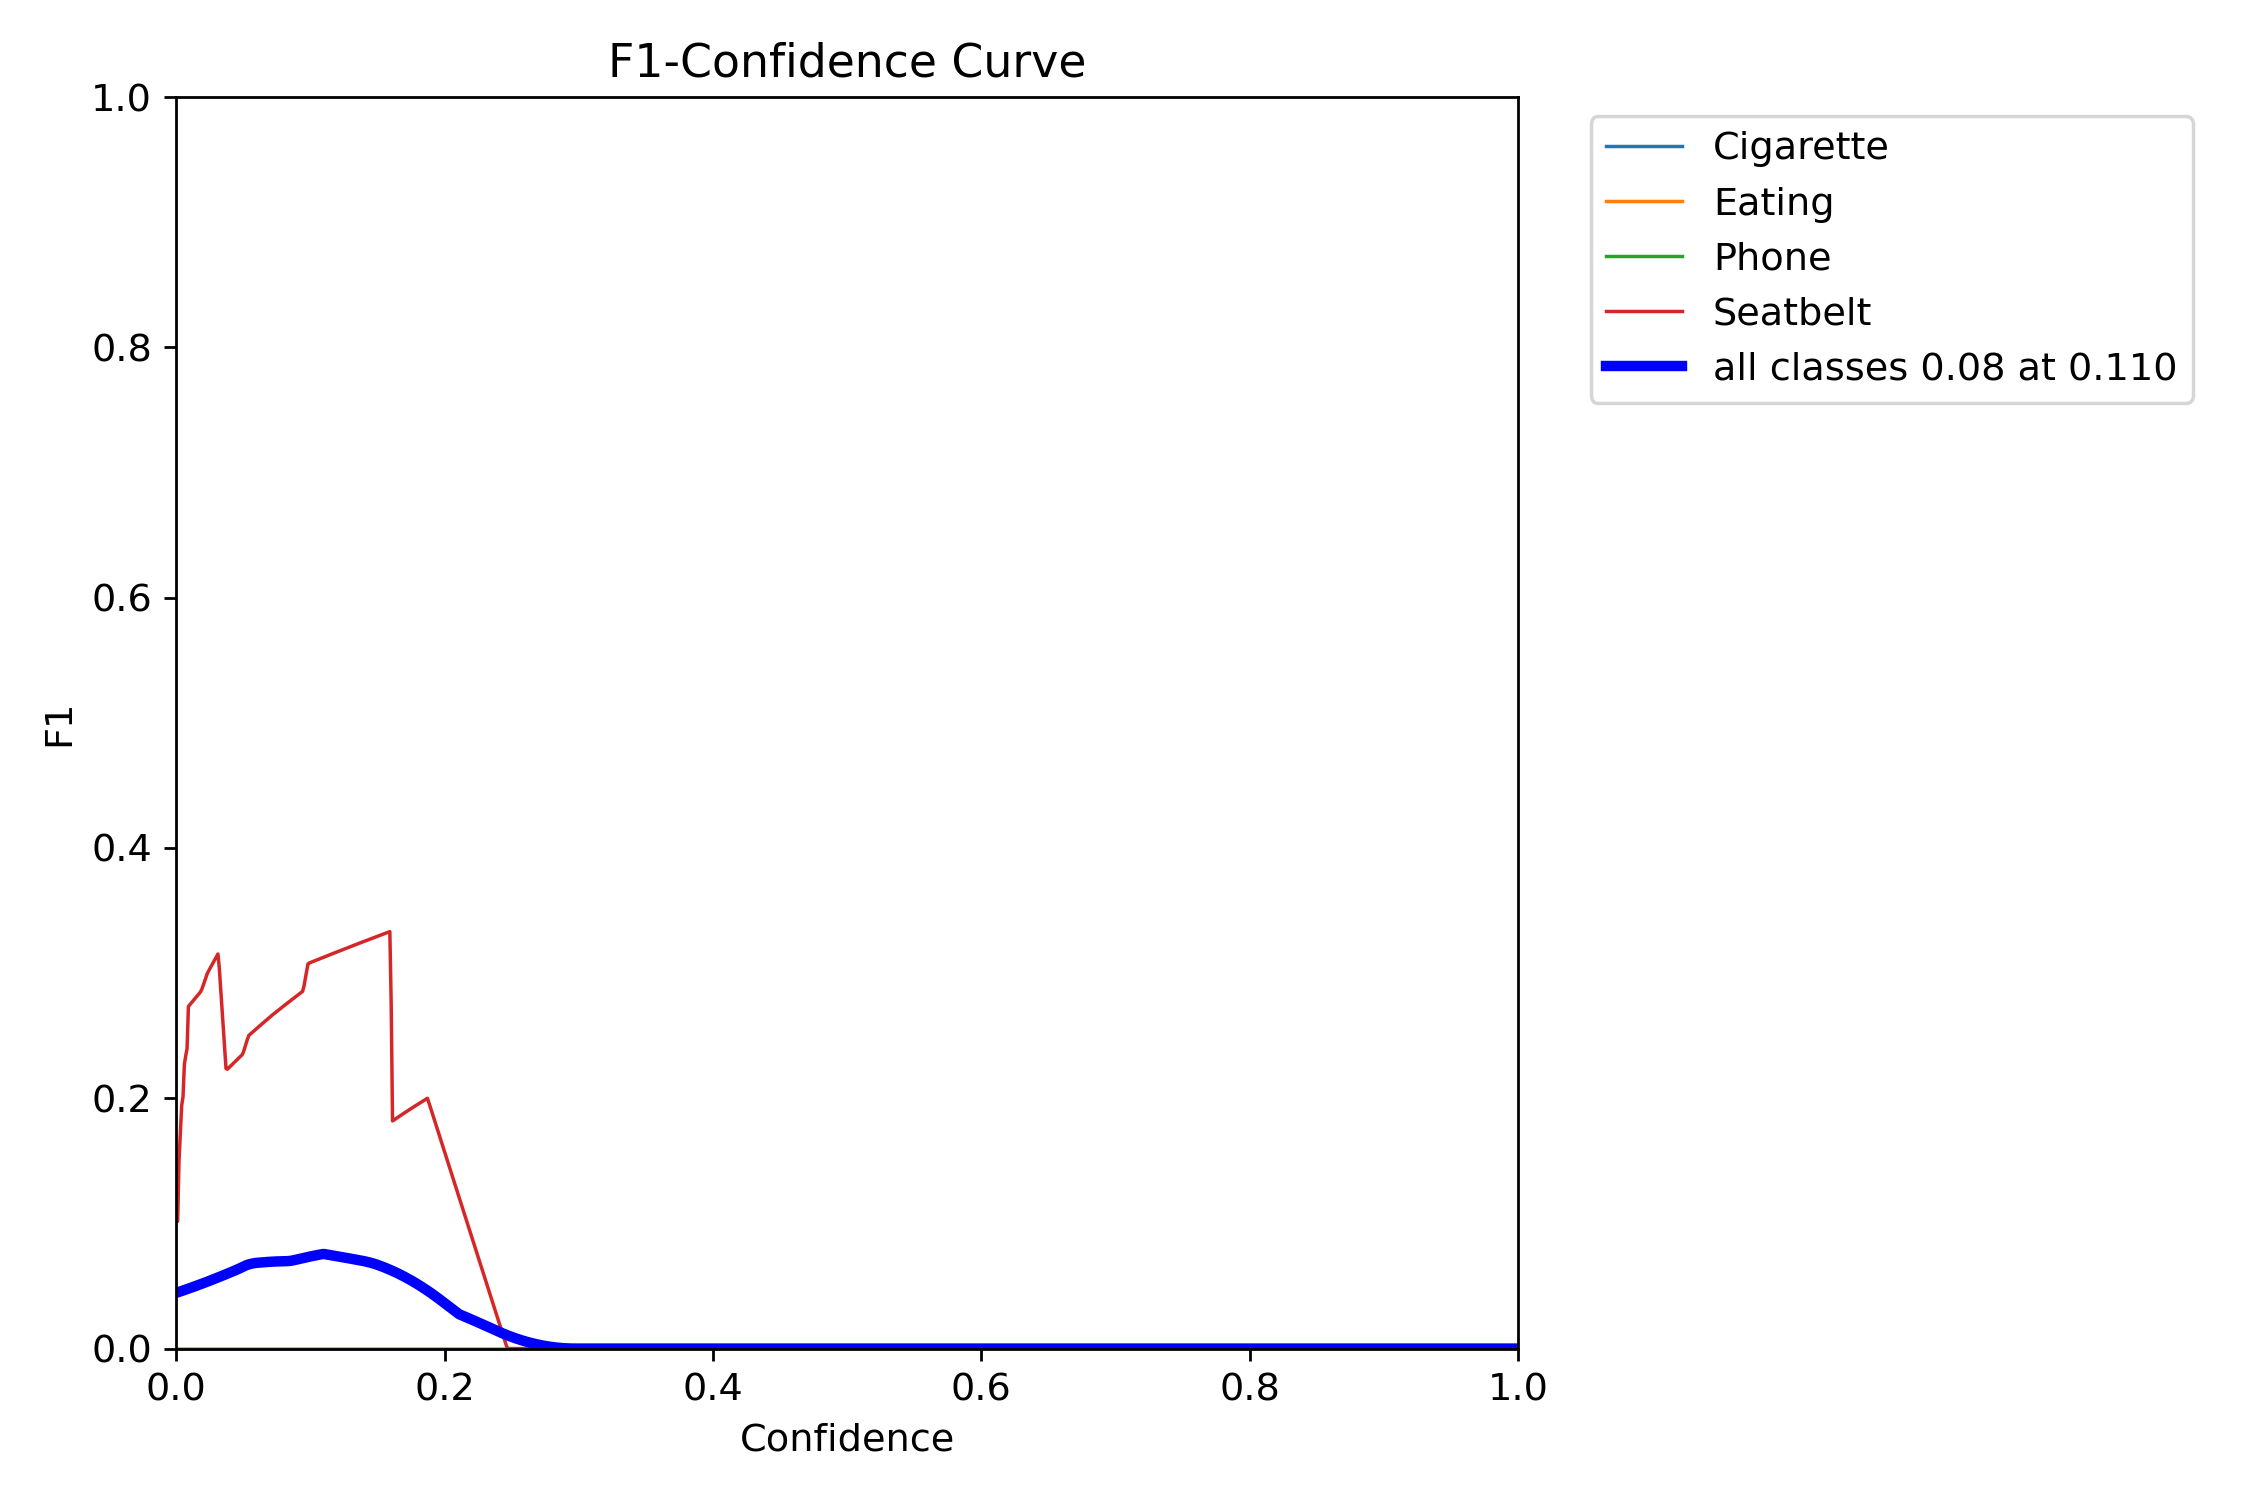 F1-Confidence Curve
1.0
0.8
0.6
0.4
0.2
0.0
F1
0.0 0.2 0.4 0.6 0.8 1.0
Confidence
Cigarette
Eating
Phone
Seatbelt
all classes 0.08 at 0.110